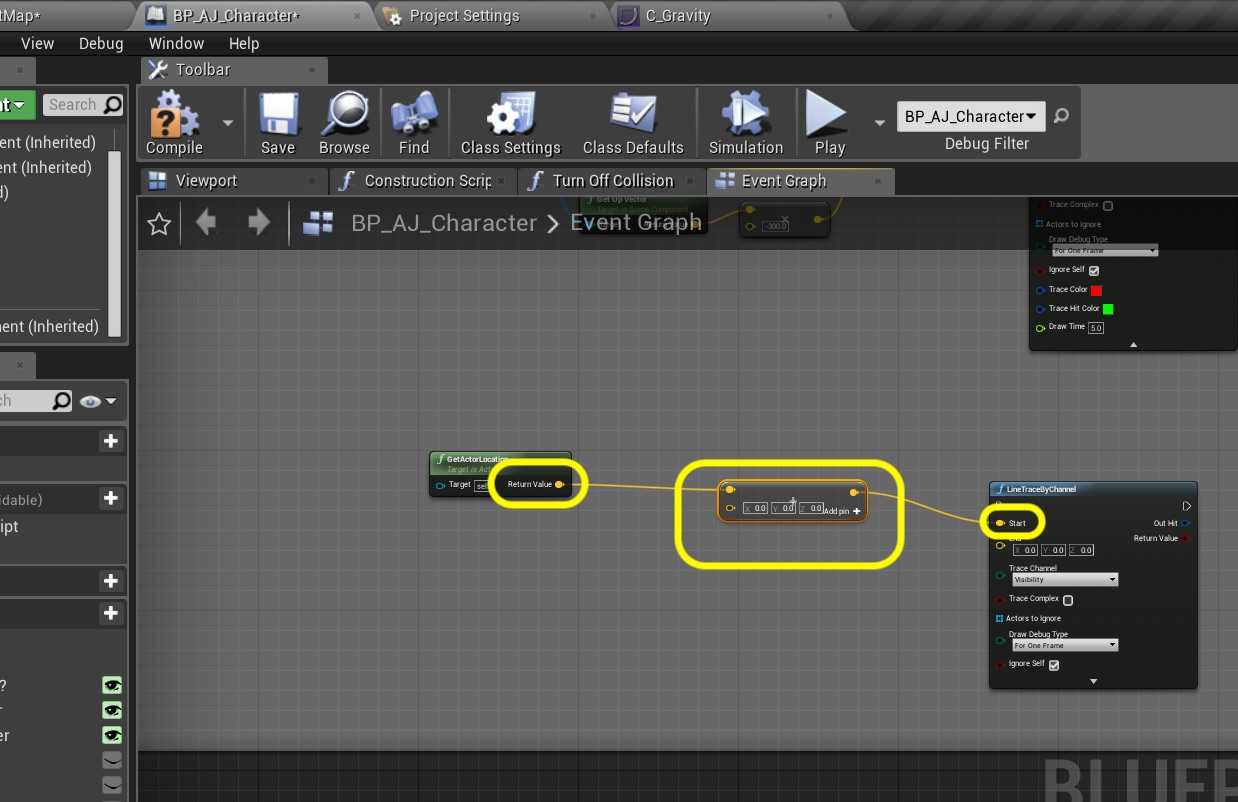 tMap*
BP_AJ_Character*
Project Settings
C_Gravity
View
Debug
Window
Help
Toolbar
nt
Search
Compile
Save
Browse
Find
Class Settings
Class Defaults
Simulation
Play
BP_AJ_Character
Debug Filter
ent (Inherited)
ent (Inherited)
d)
Viewport
Construction Scrip
Turn Off Collision
Event Graph
BP_AJ_Character > Event Graph
Get Up Vector
-300.0
Trace Complex
Actors to Ignore
Draw Debug Type
For One Frame
Ignore Self
Trace Color
Trace Hit Color
Draw Time 5.0
nent (Inherited)
ch
idable)
ipt
?
r
er
GetActorLocation
Target is Act
Target self
Return Value
X 0.0 Y 0.0 Z 0.0 Add pin +
LineTraceByChannel
Start
Out Hit
End
Return Value
X 0.0 Y 0.0 Z 0.0
Trace Channel
Visibility
Trace Complex
Actors to Ignore
Draw Debug Type
For One Frame
Ignore Self
BLUEP